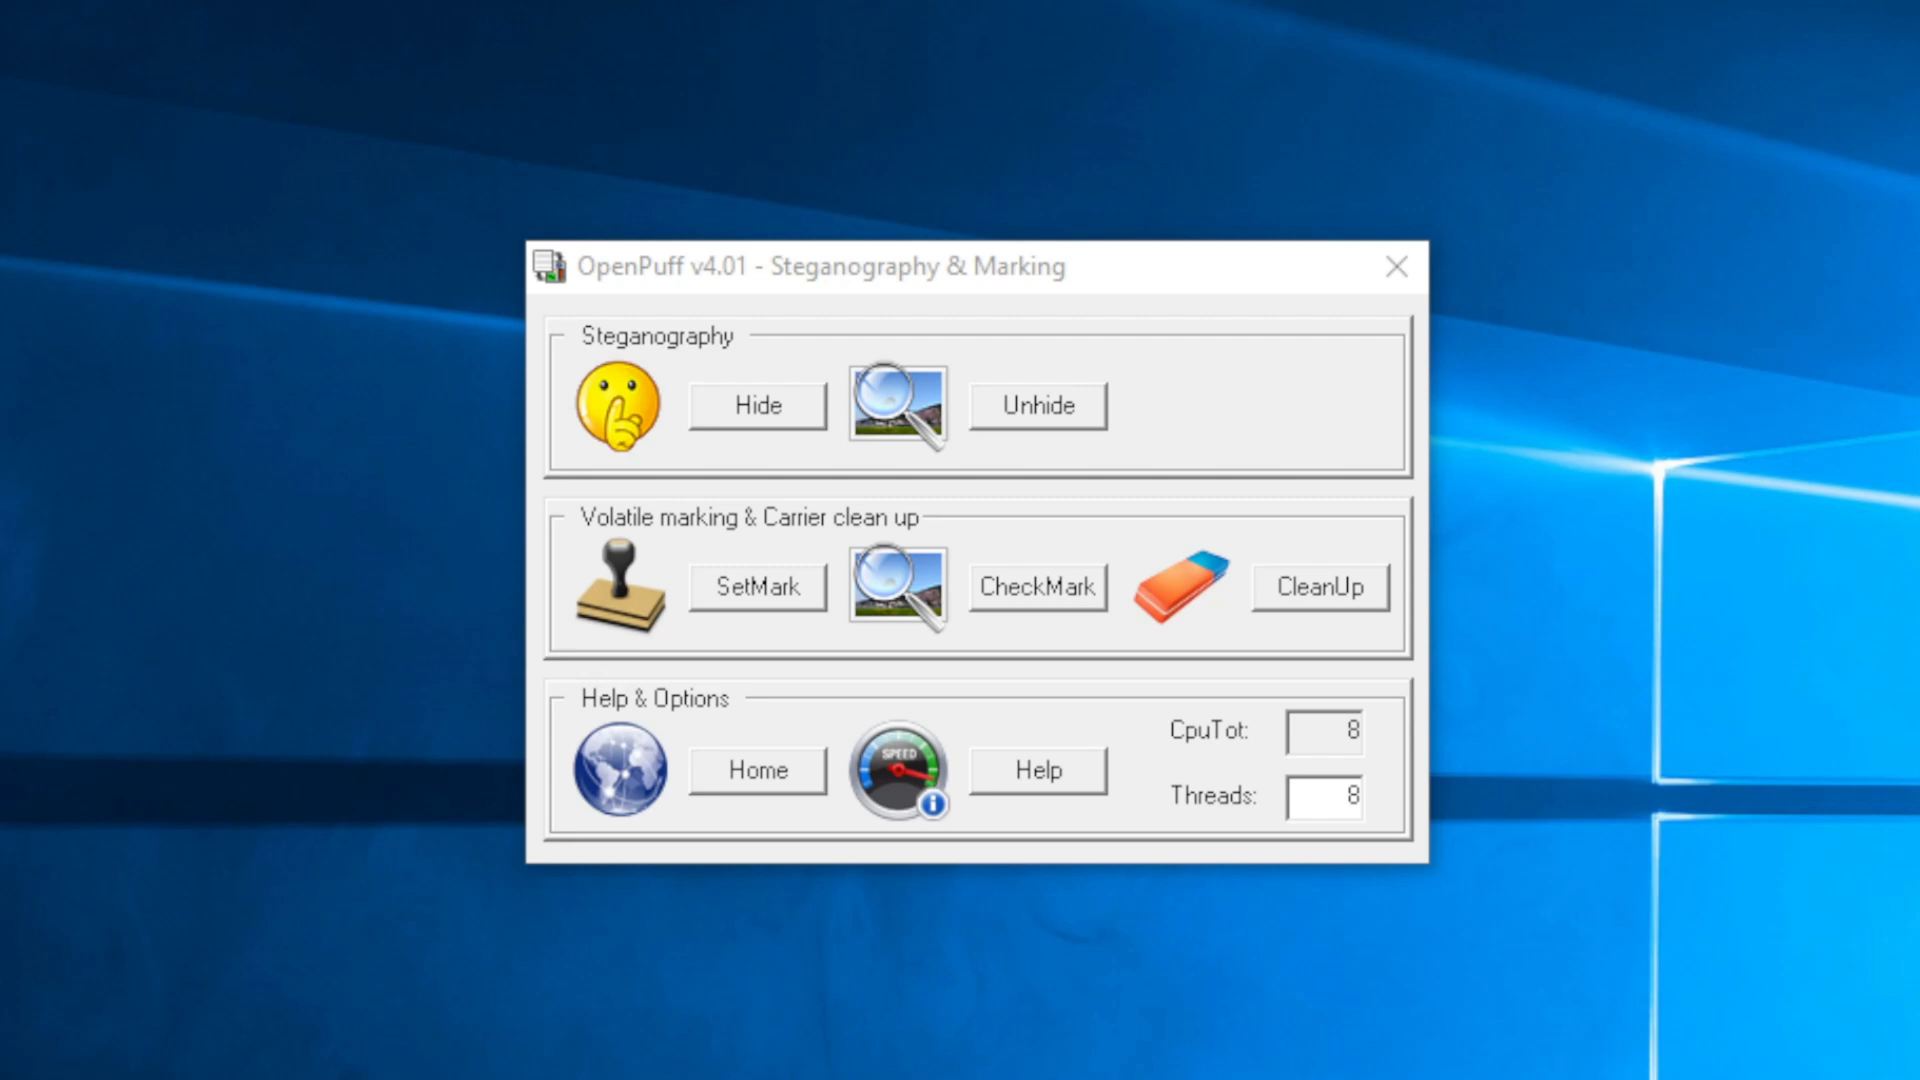 OpenPuff v4.01 - Steganography & Marking
Steganography
Hide
Unhide
Volatile marking & Carrier clean up
SetMark
CheckMark
CleanUp
Help & Options
Home
SPEED
Help
CpuTot: 8
Threads: 8